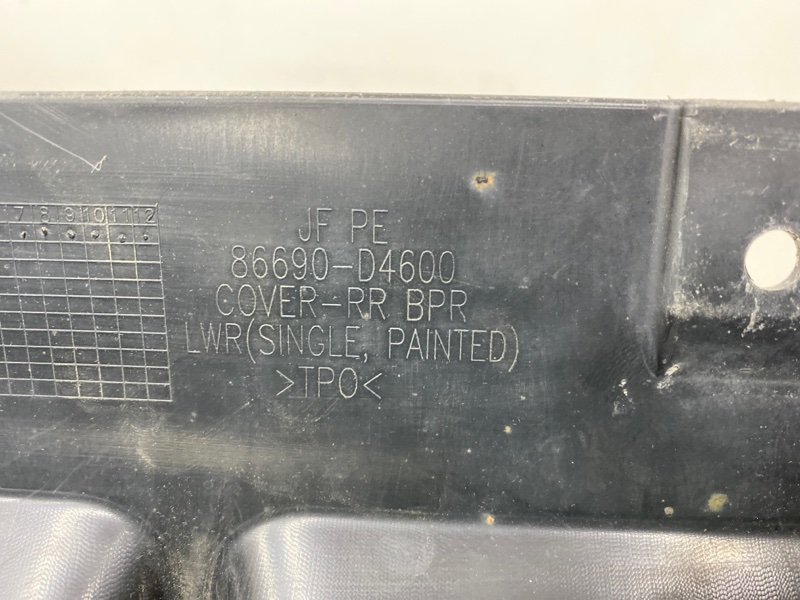 JF PE
86690-D4600
COVER-RR BPR
LWR(SINGLE, PAINTED)
>TPO<
7 8 9 10 11 12